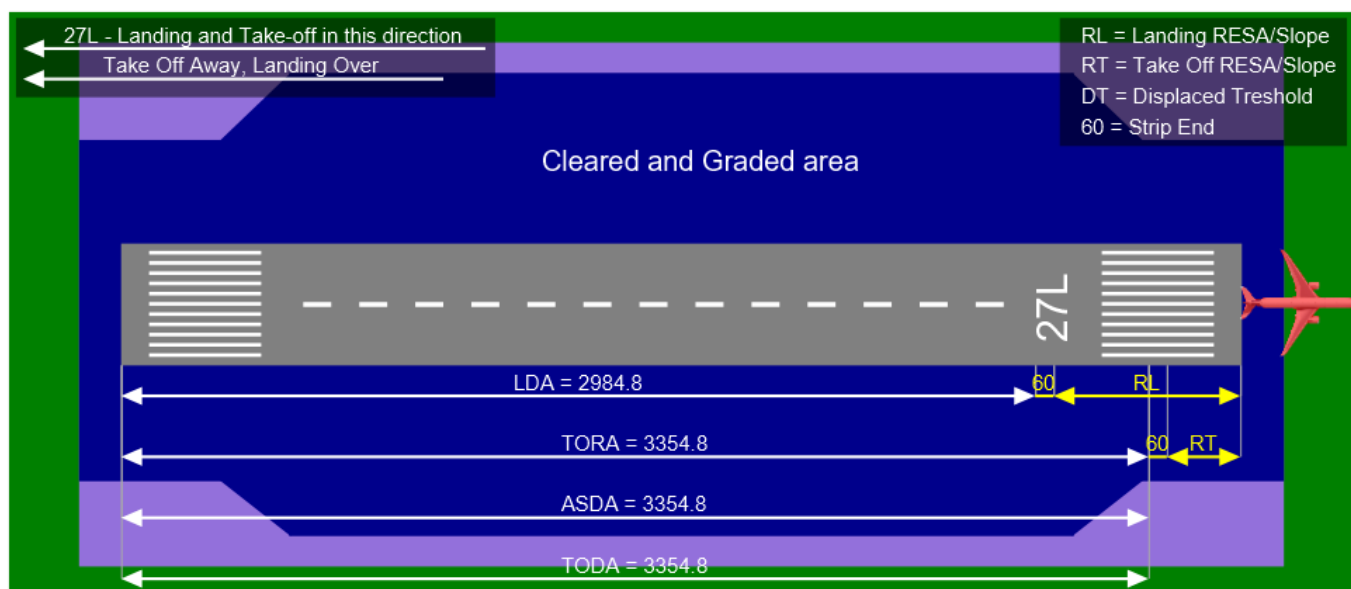 27L - Landing and Take-off in this direction
Take Off Away, Landing Over
RL = Landing RESA/Slope
RT = Take Off RESA/Slope
DT = Displaced Treshold
60 = Strip End
Cleared and Graded area
27L
LDA = 2984.8
60
RL
TORA = 3354.8
60
RT
ASDA = 3354.8
TODA = 3354.8